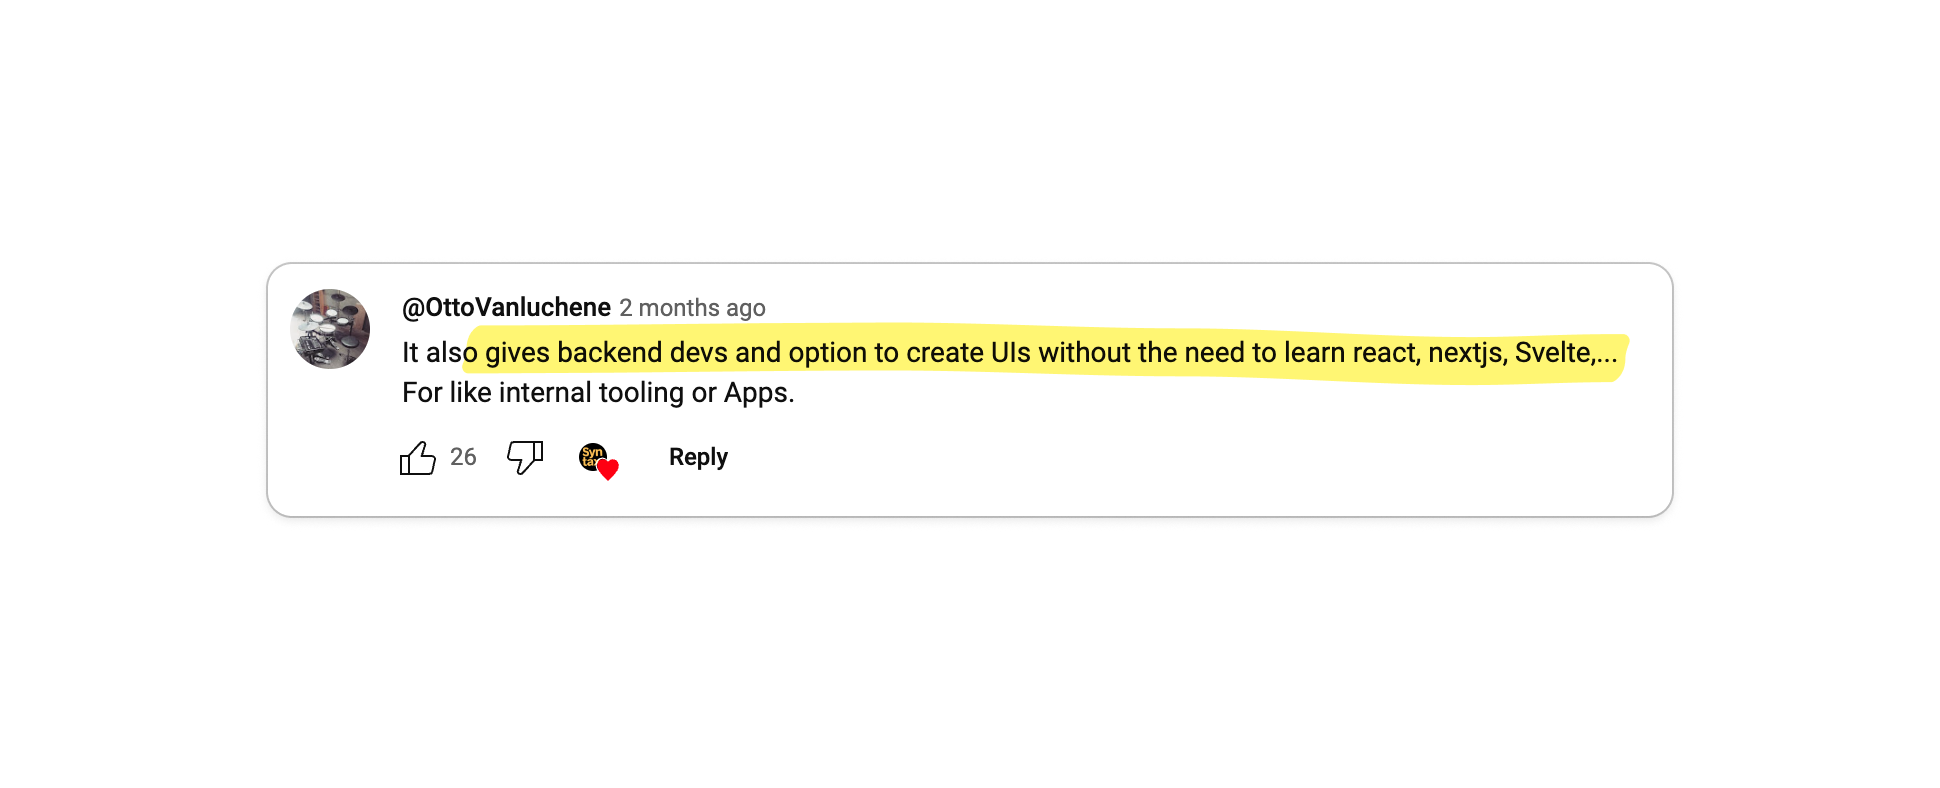 @OttoVanluchene 2 months ago
It also gives backend devs and option to create UIs without the need to learn react, nextjs, Svelte,...
For like internal tooling or Apps.
26 Syn Reply
tax